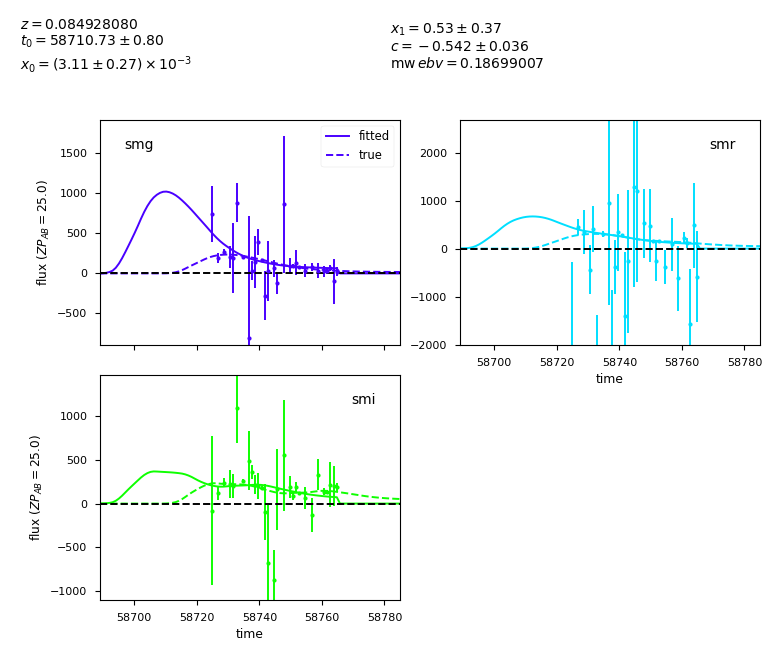 z = 0.084928080
t₀ = 58710.73 ± 0.80
x₀ = (3.11 ± 0.27) × 10⁻³
x₁ = 0.53 ± 0.37
c = −0.542 ± 0.036
mw ebv = 0.18699007
smg
fitted
true
1500
1000
500
0
−500
flux (ZP_AB = 25.0)
smr
2000
1000
0
−1000
−2000
58700 58720 58740 58760 58780
time
smi
1000
500
0
−500
−1000
flux (ZP_AB = 25.0)
58700 58720 58740 58760 58780
time